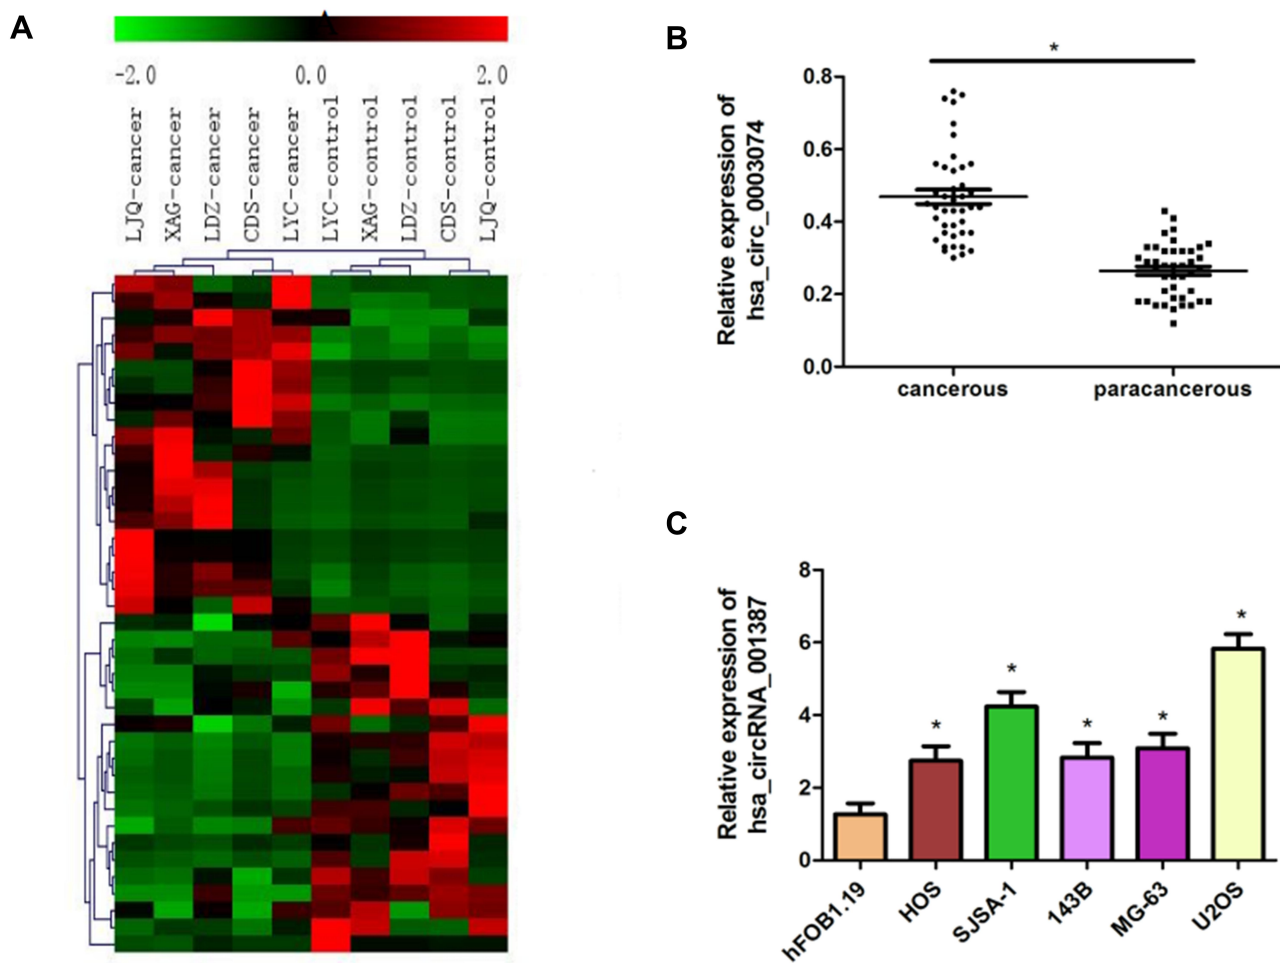 A
-2.0 0.0 2.0
LJQ-cancer
XAG-cancer
LDZ-cancer
CDS-cancer
LYC-cancer
LYC-control
XAG-control
LDZ-control
CDS-control
LJQ-control
B
*
Relative expression of
hsa_circ_0003074
0.8
0.6
0.4
0.2
0.0
cancerous paracancerous
C
Relative expression of
hsa_circRNA_001387
8
6
4
2
0
* * * * *
hFOB1.19
HOS
SJSA-1
143B
MG-63
U2OS